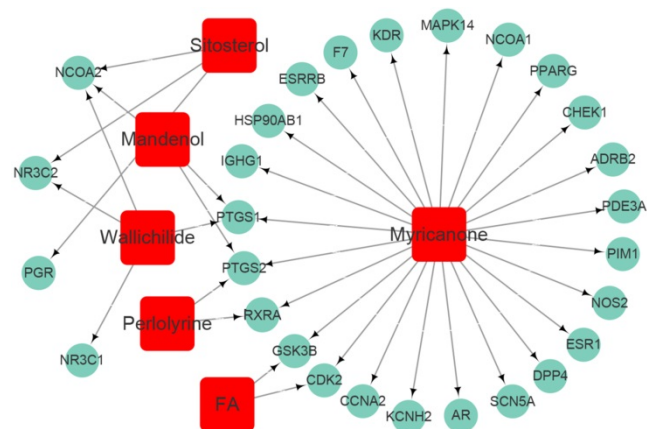 Sitosterol
NCOA2
Mandenol
NR3C2
Wallichilide
PGR
Perlolyrine
NR3C1
FA
PTGS1
PTGS2
RXRA
GSK3B
CDK2
CCNA2
KCNH2
AR
SCN5A
DPP4
ESR1
NOS2
PIM1
PDE3A
ADRB2
CHEK1
PPARG
NCOA1
MAPK14
KDR
F7
ESRRB
HSP90AB1
IGHG1
Myricanone